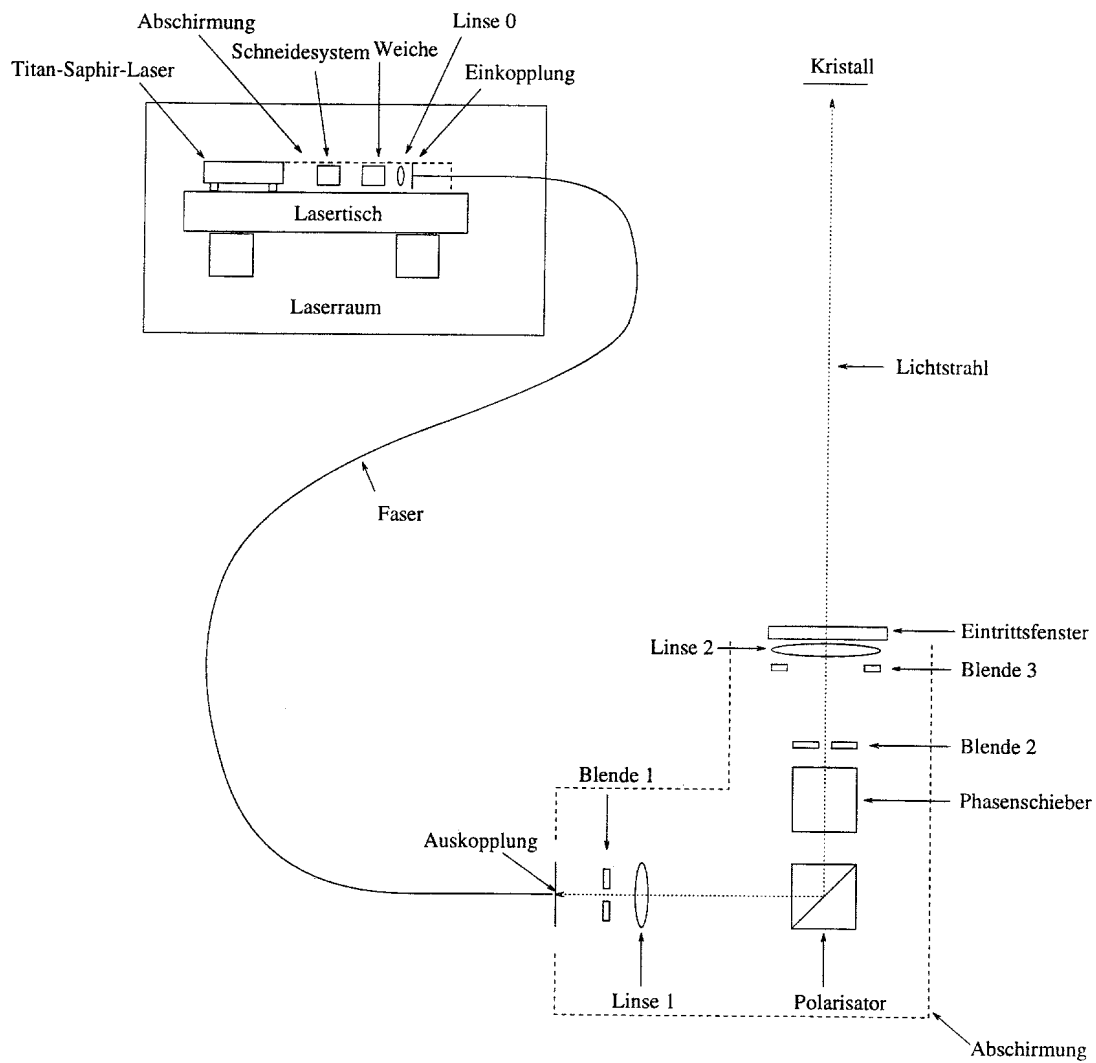 Abschirmung
Linse 0
Schneidesystem
Weiche
Titan-Saphir-Laser
Einkopplung
Kristall
Lasertisch
Laserraum
Lichtstrahl
Faser
Eintrittsfenster
Linse 2
Blende 3
Blende 2
Blende 1
Phasenschieber
Auskopplung
Linse 1
Polarisator
Abschirmung